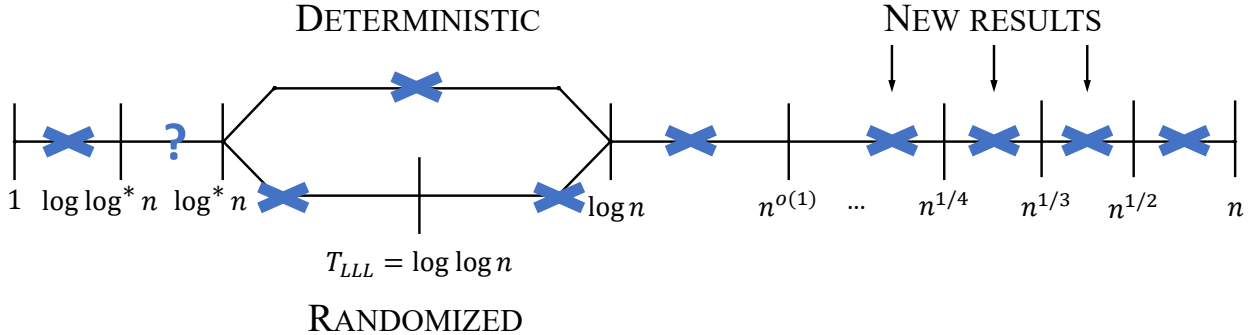 DETERMINISTIC
NEW RESULTS
?
1
log log* n
log* n
log n
n^{o(1)}
...
n^{1/4}
n^{1/3}
n^{1/2}
n
T_{LLL} = log log n
RANDOMIZED